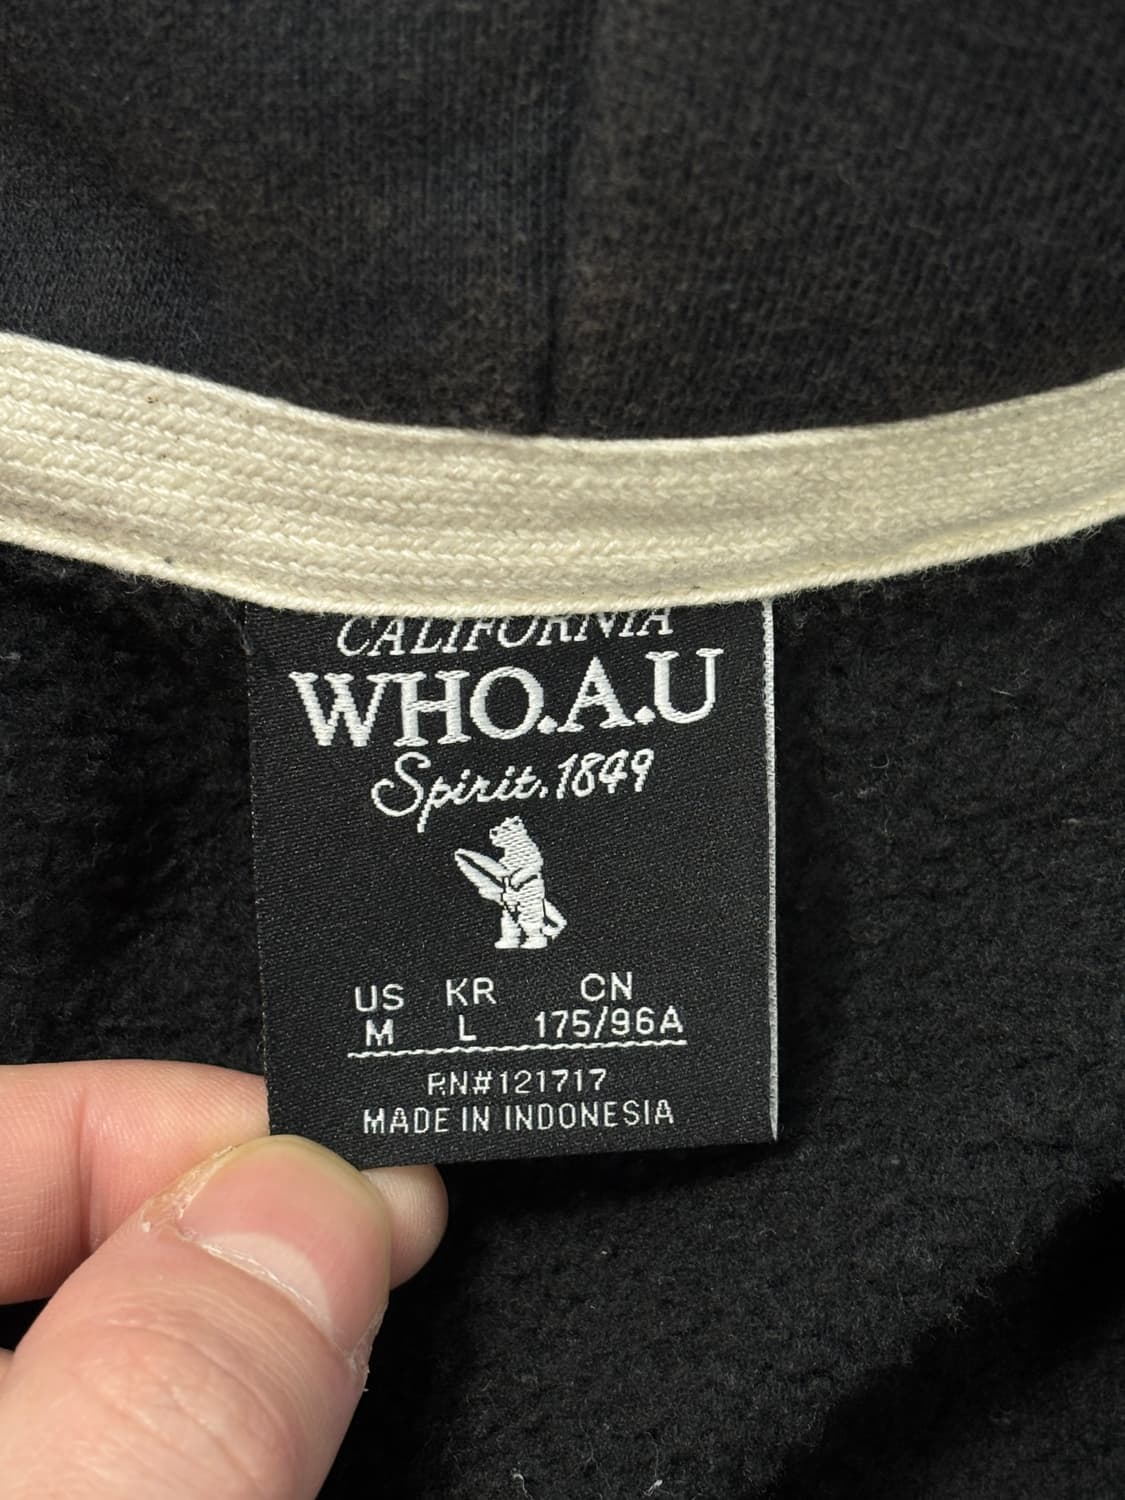 CALIFORNIA
WHO.A.U
Spirit.1849
US KR CN
M L 175/96A
RN#121717
MADE IN INDONESIA